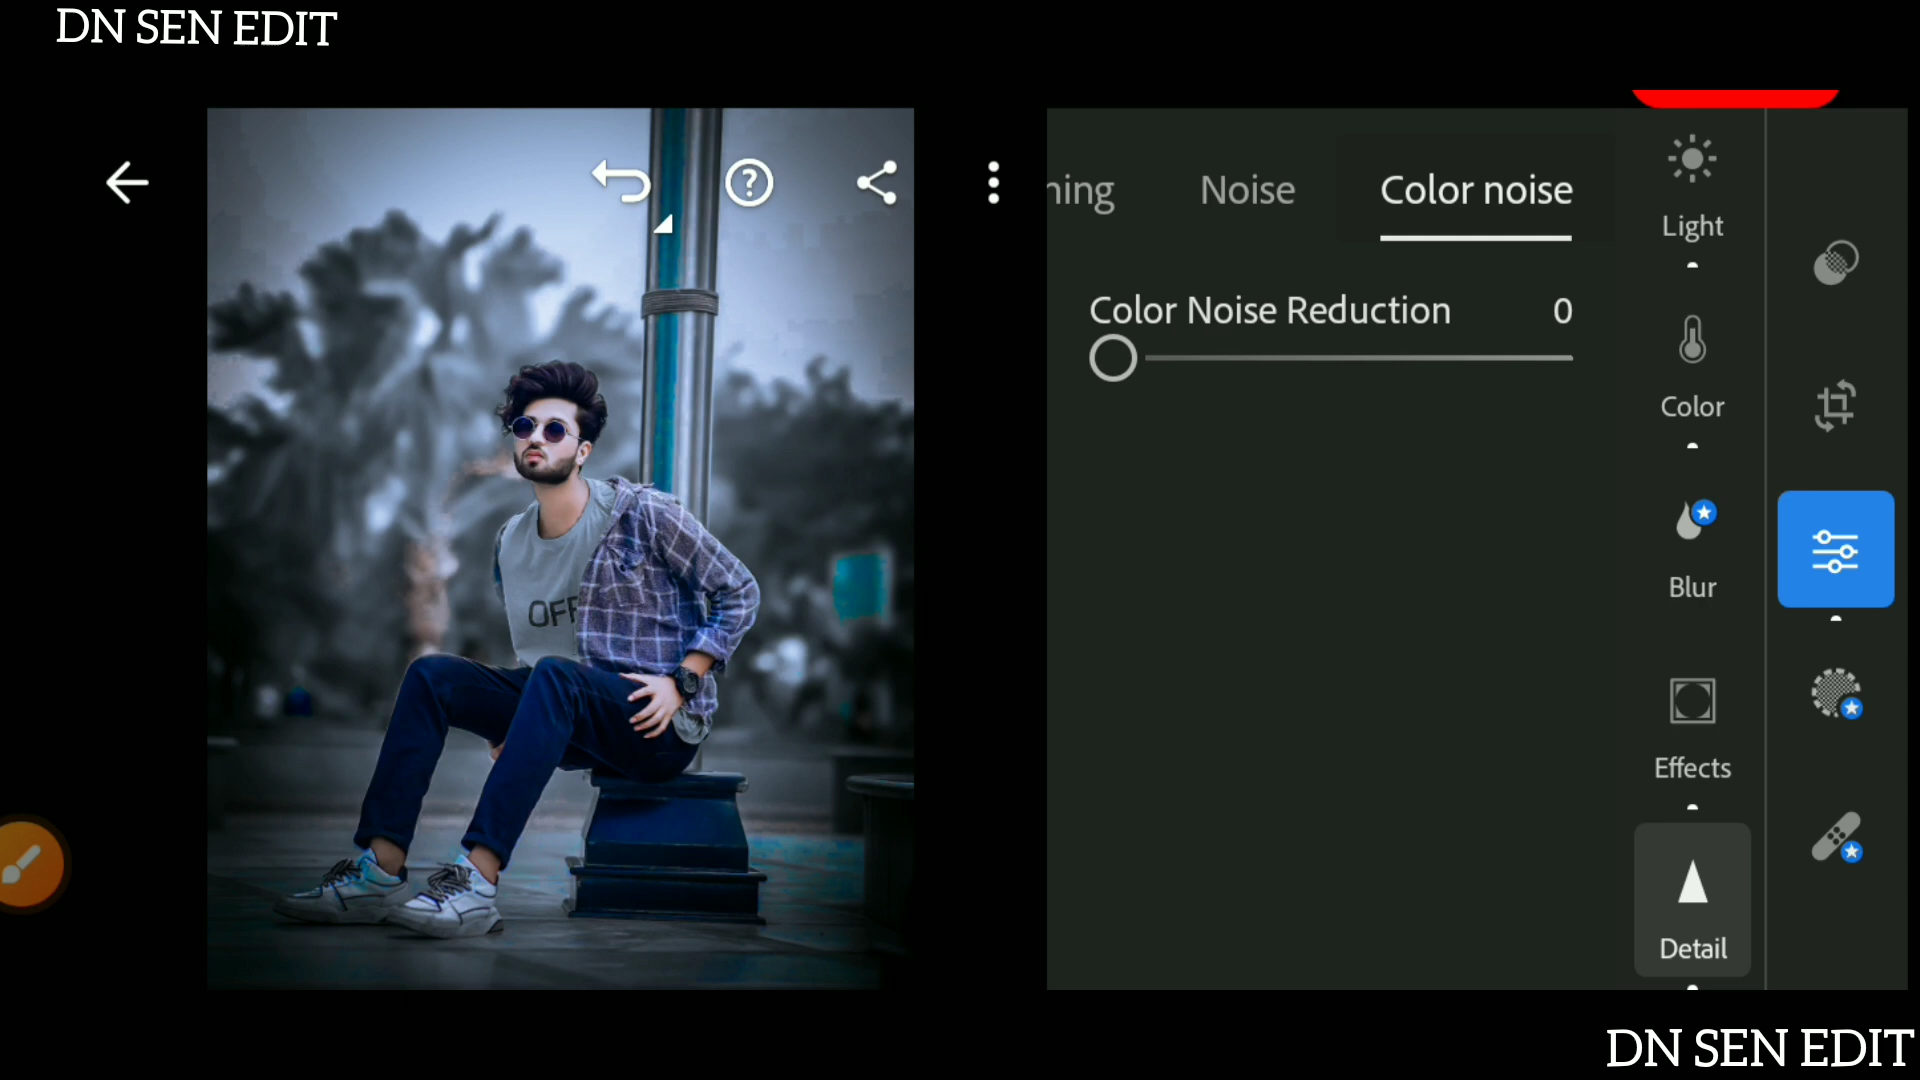 DN SEN EDIT
ning
Noise
Color noise
Color Noise Reduction 0
Light
Color
Blur
Effects
Detail
OFF
DN SEN EDIT